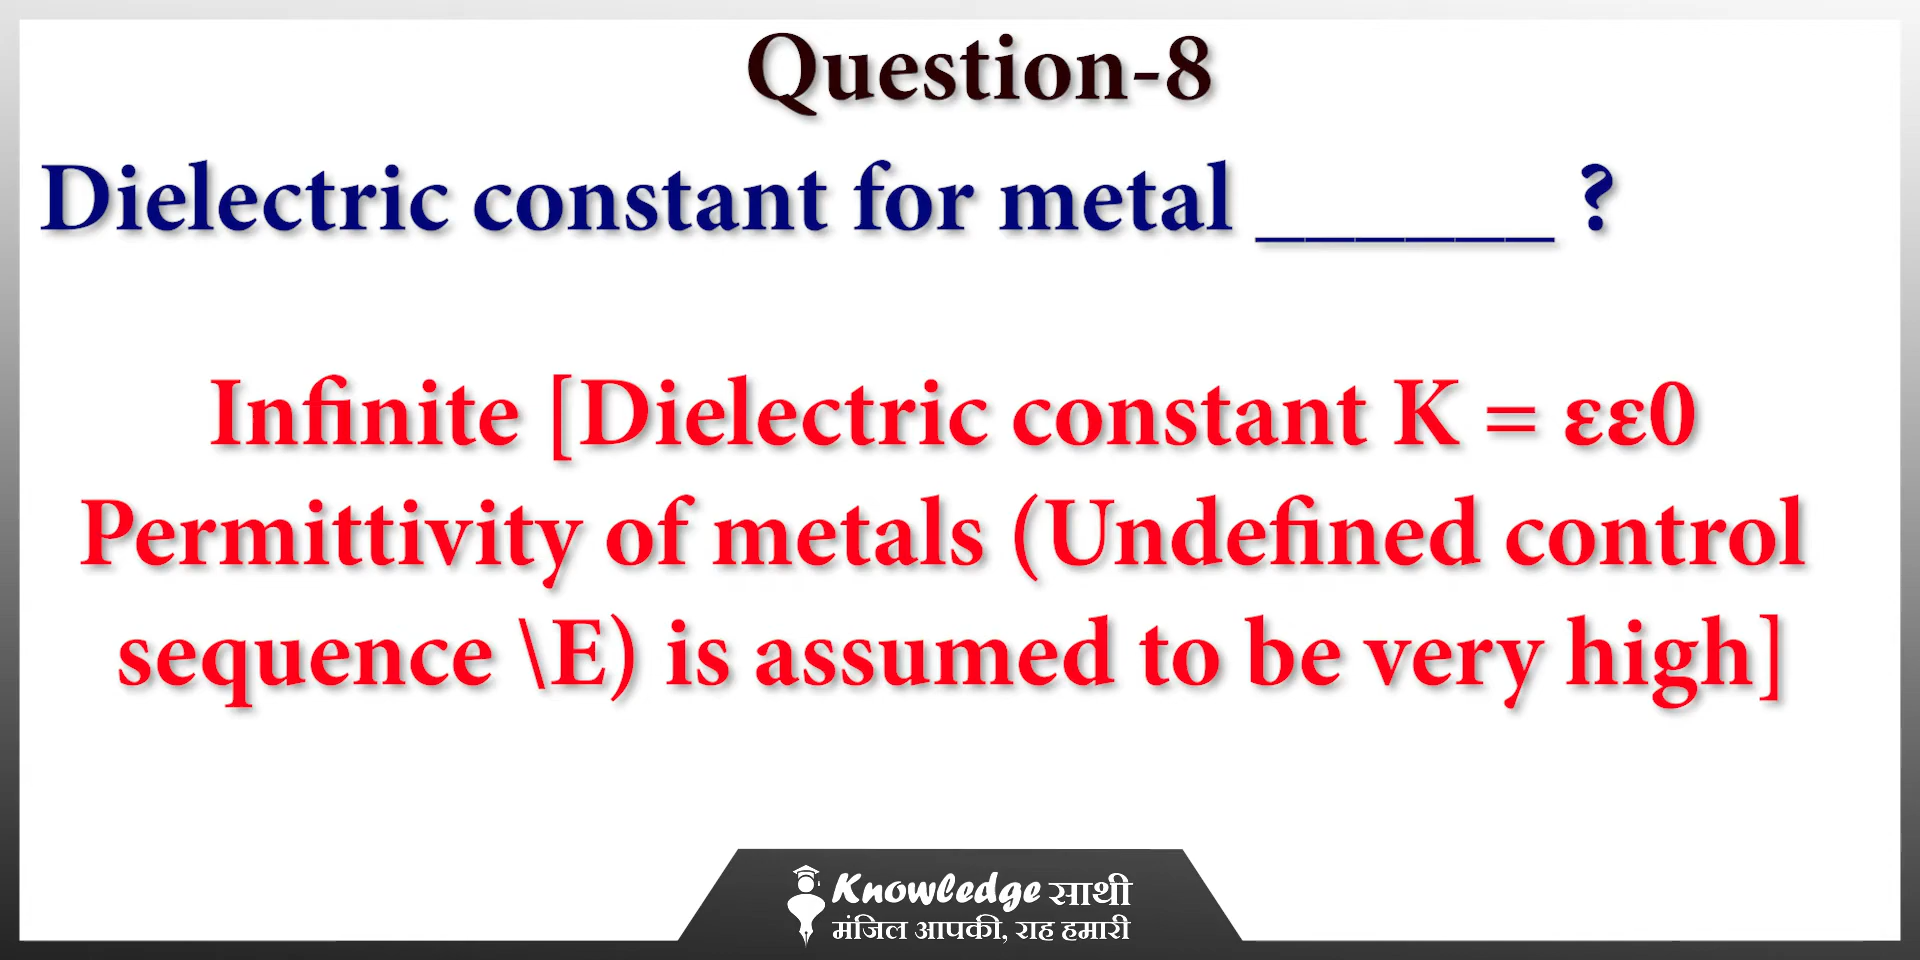 Question-8
Dielectric constant for metal ______ ?
Infinite [Dielectric constant K = εε0
Permittivity of metals (Undefined control
sequence \E) is assumed to be very high]
Knowledge साथी
मंजिल आपकी, राह हमारी